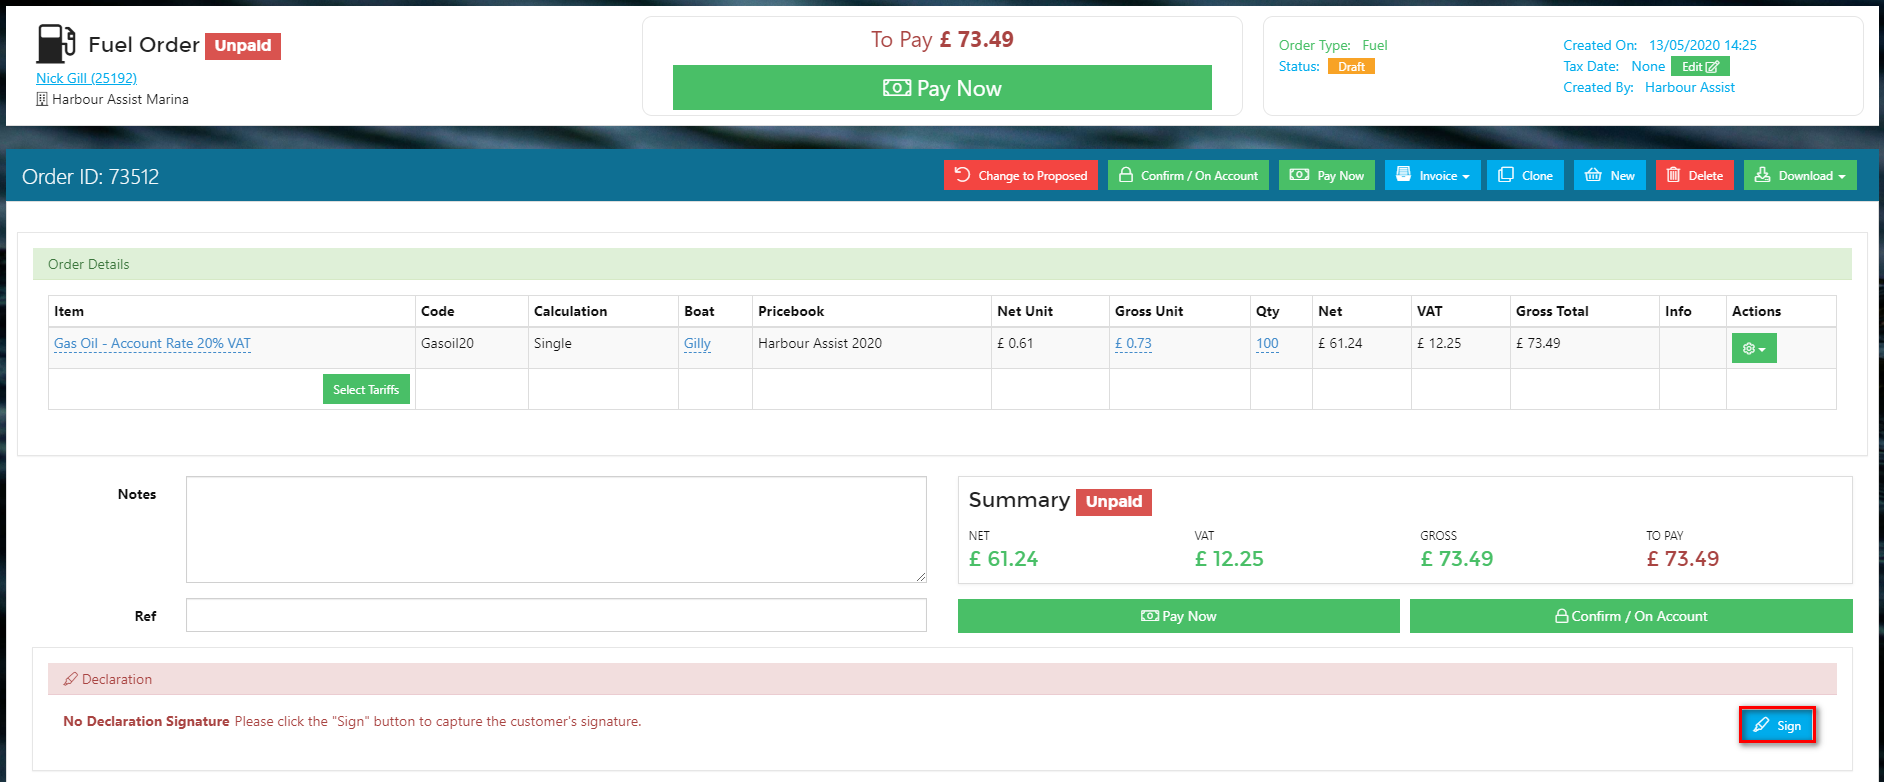 Fuel Order Unpaid
Nick Gill (25192)
Harbour Assist Marina
To Pay £ 73.49
Pay Now
Order Type: Fuel
Status: Draft
Created On: 13/05/2020 14:25
Tax Date: None Edit
Created By: Harbour Assist
Order ID: 73512
Change to Proposed Confirm / On Account Pay Now Invoice Clone New Delete Download
Order Details
Item Code Calculation Boat Pricebook Net Unit Gross Unit Qty Net VAT Gross Total Info Actions
Gas Oil - Account Rate 20% VAT Gasoil20 Single Gilly Harbour Assist 2020 £ 0.61 £ 0.73 100 £ 61.24 £ 12.25 £ 73.49
Select Tariffs
Notes
Ref
Summary Unpaid
NET VAT GROSS TO PAY
£ 61.24 £ 12.25 £ 73.49 £ 73.49
Pay Now Confirm / On Account
Declaration
No Declaration Signature Please click the "Sign" button to capture the customer's signature.
Sign